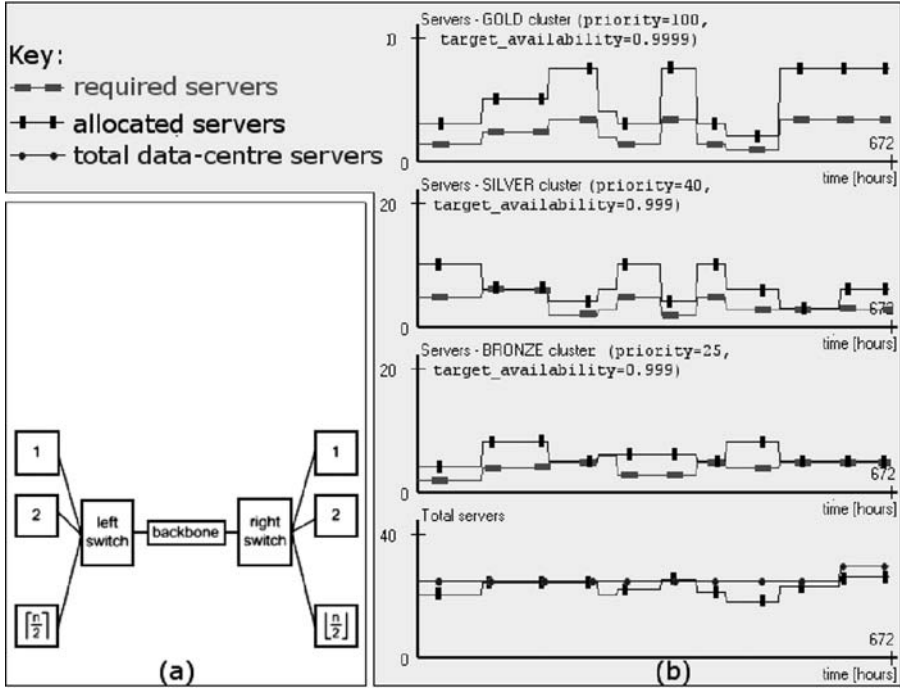 Key:
required servers
allocated servers
total data-centre servers
1
2
⌈n/2⌉
left
switch
backbone
right
switch
1
2
⌊n/2⌋
(a)
Servers - GOLD cluster (priority=100,
target_availability=0.9999)
0
672
time [hours]
Servers - SILVER cluster (priority=40,
target_availability=0.999)
20
0
672
time [hours]
Servers - BRONZE cluster (priority=25,
target_availability=0.999)
20
0
672
time [hours]
Total servers
40
0
672
time [hours]
(b)